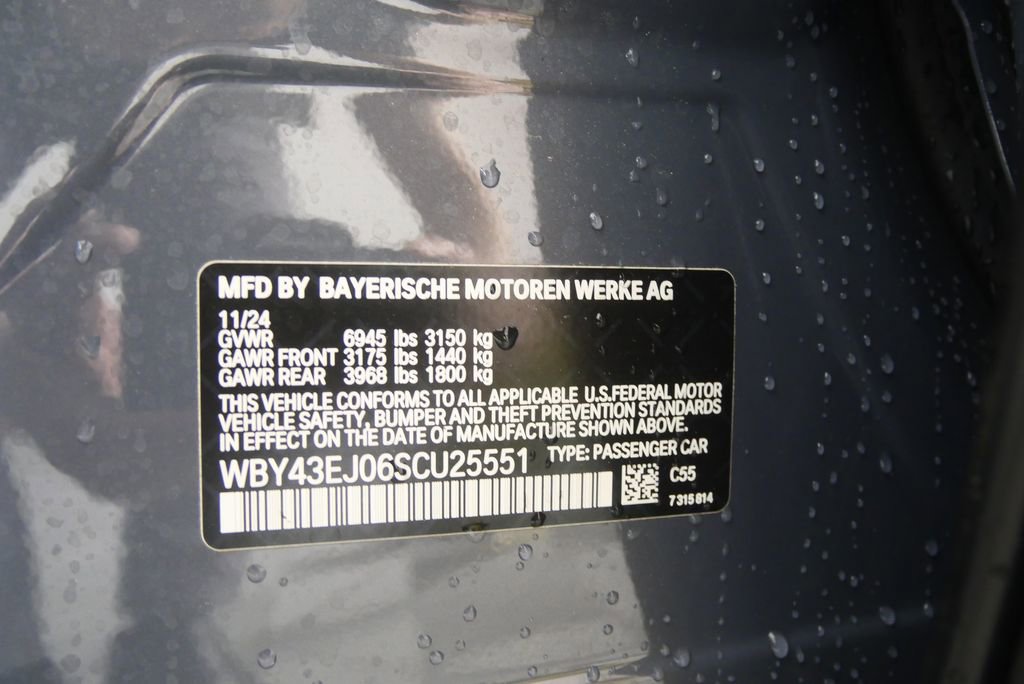 MFD BY BAYERISCHE MOTOREN WERKE AG
11/24
GVWR 6945 lbs 3150 kg
GAWR FRONT 3175 lbs 1440 kg
GAWR REAR 3968 lbs 1800 kg
THIS VEHICLE CONFORMS TO ALL APPLICABLE U.S.FEDERAL MOTOR
VEHICLE SAFETY, BUMPER AND THEFT PREVENTION STANDARDS
IN EFFECT ON THE DATE OF MANUFACTURE SHOWN ABOVE.
WBY43EJ06SCU25551 TYPE: PASSENGER CAR
C55
7315814